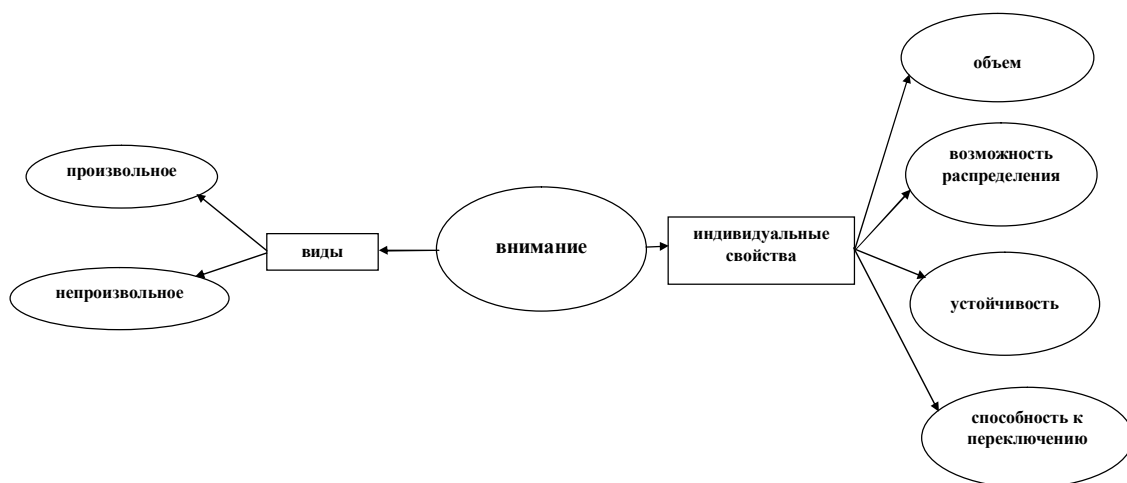 объем
возможность
распределения
произвольное
внимание
индивидуальные
свойства
виды
непроизвольное
устойчивость
способность к
переключению